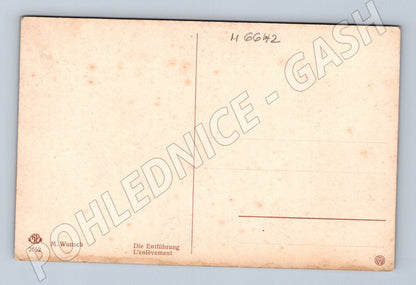 H 6642
POHLEDNICE - GASH
M. Wunsch
Die Entführung
L'enlèvement